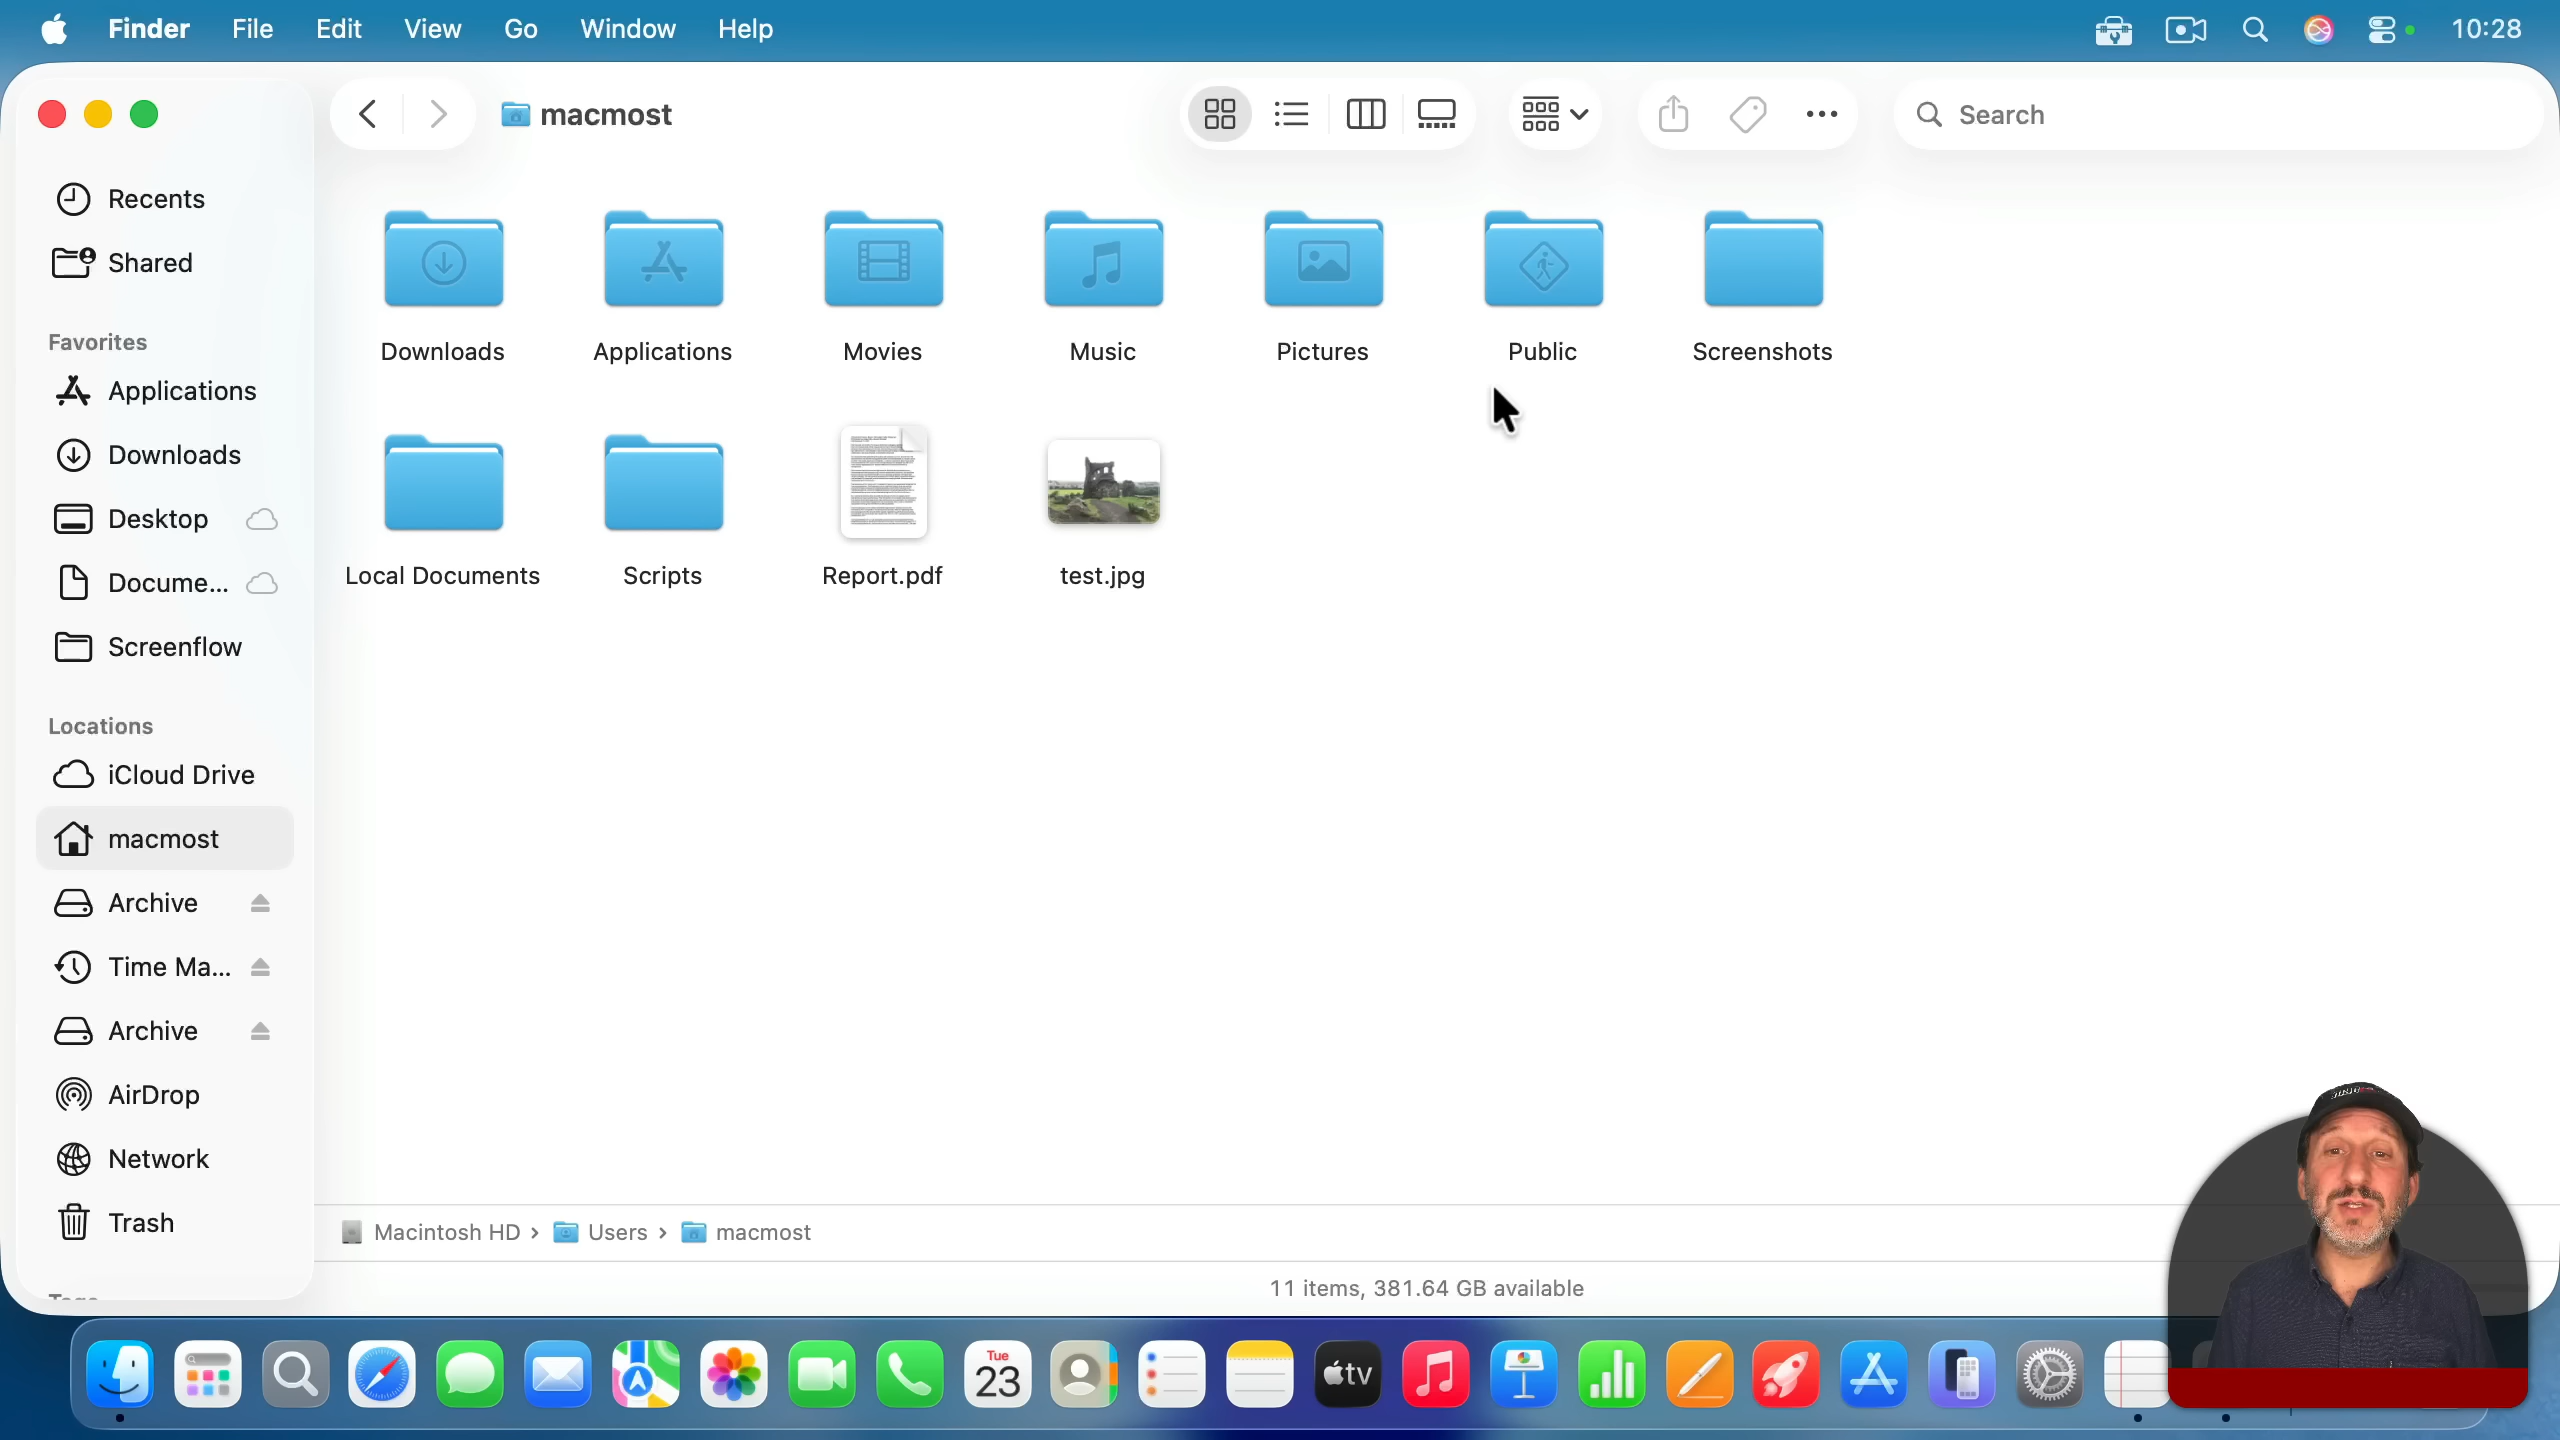 Finder File Edit View Go Window Help 10:28
macmost
Search
Recents
Shared
Favorites
Applications
Downloads
Desktop
Docume...
Screenflow
Locations
iCloud Drive
macmost
Archive
Time Ma...
Archive
AirDrop
Network
Trash
Downloads Applications Movies Music Pictures Public Screenshots
Local Documents Scripts Report.pdf test.jpg
Macintosh HD › Users › macmost
11 items, 381.64 GB available
Tue
23
tv